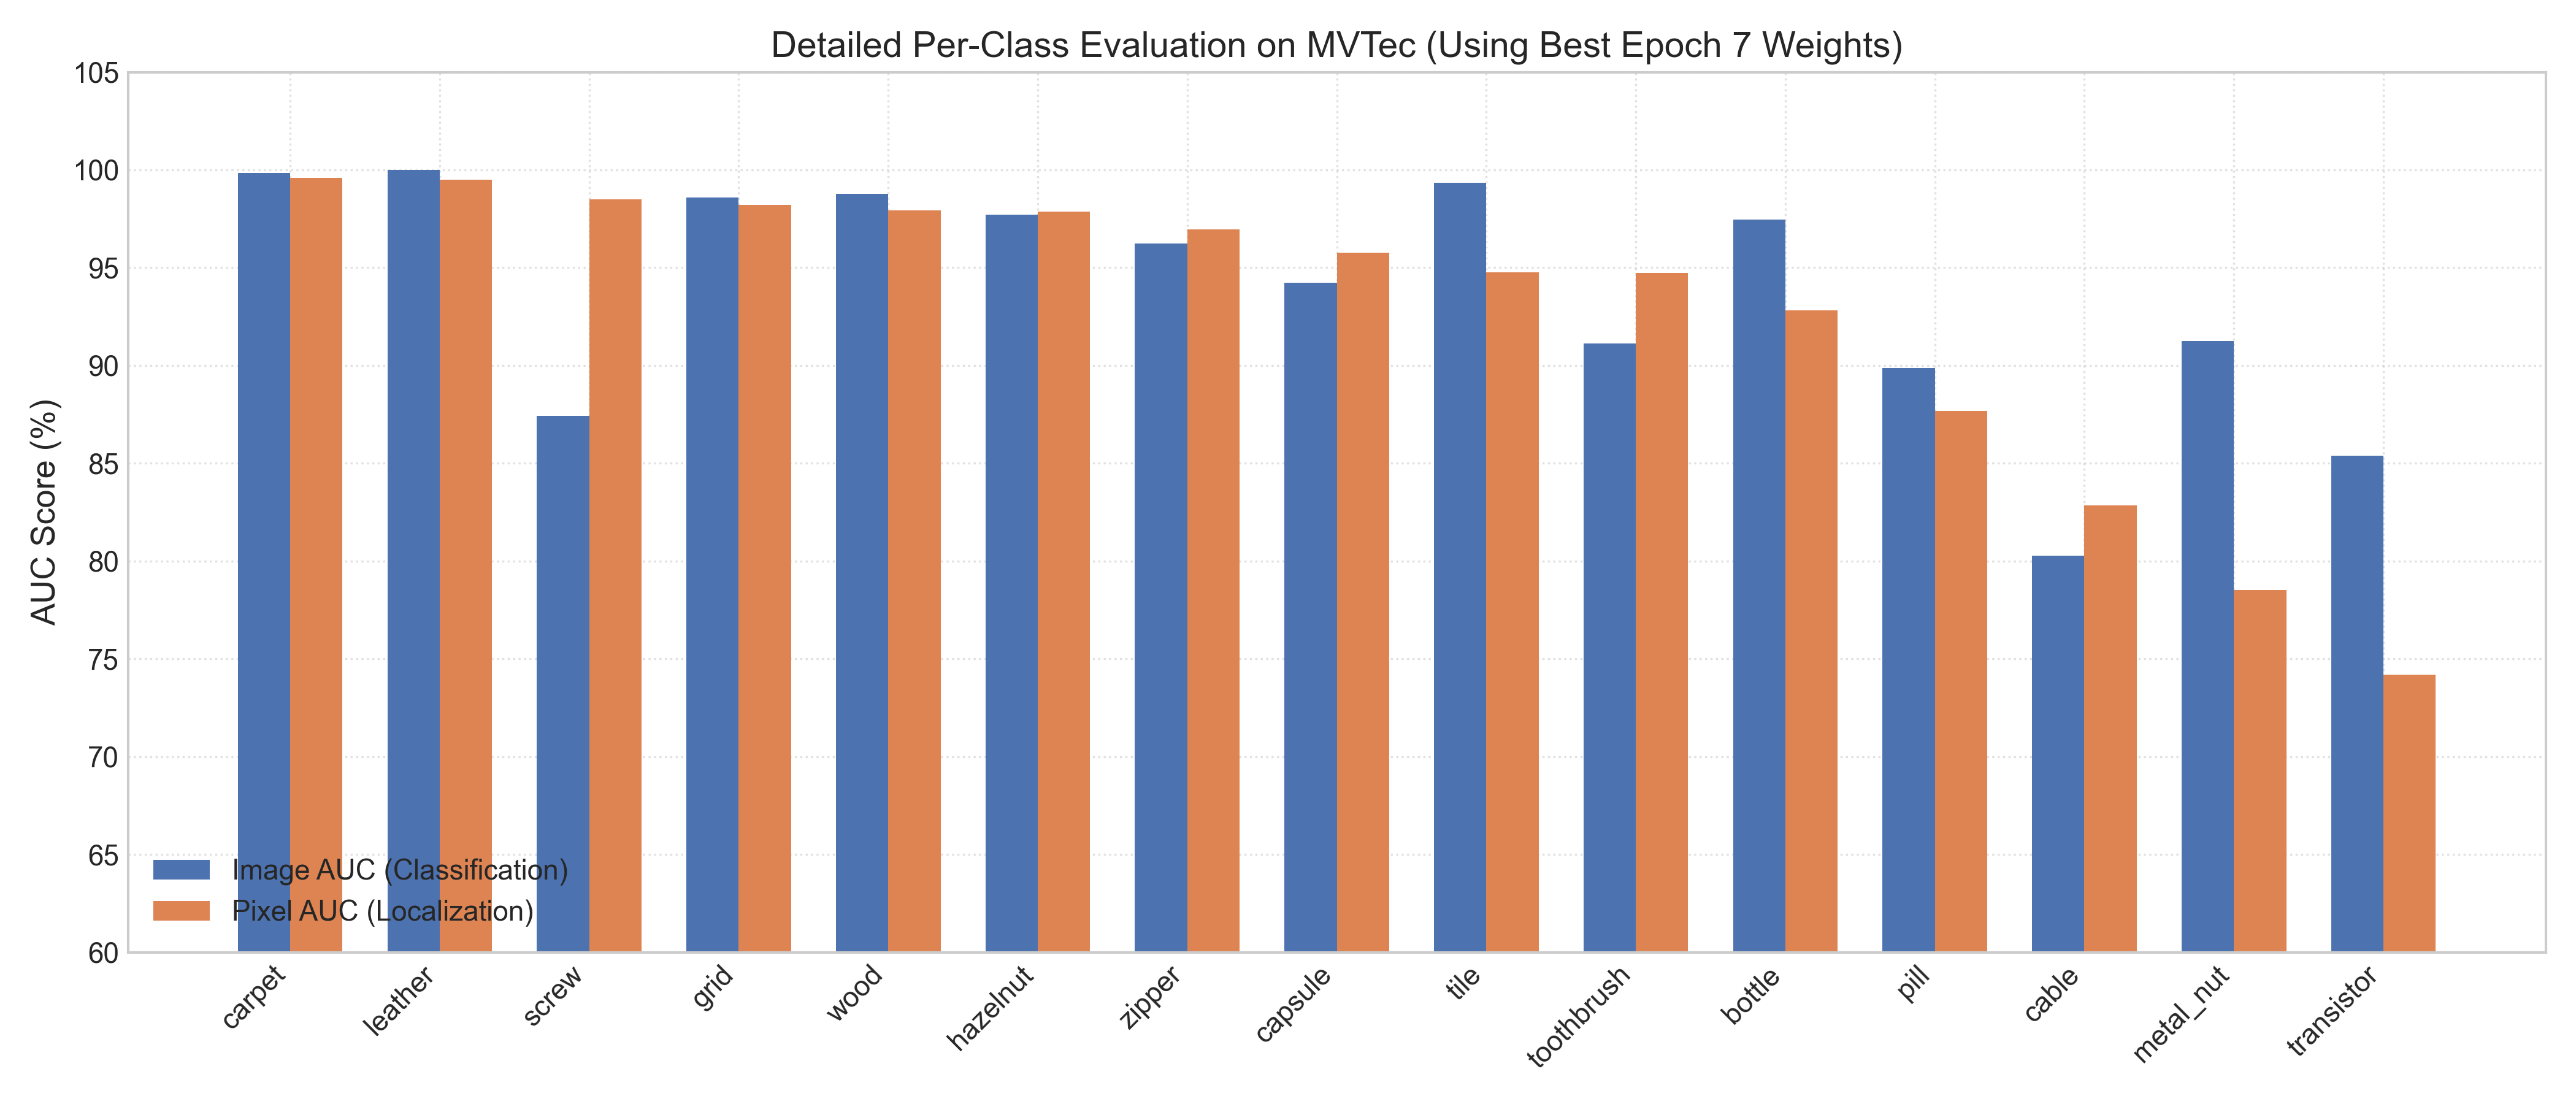 Detailed Per-Class Evaluation on MVTec (Using Best Epoch 7 Weights)
105
100
95
90
85
80
75
70
65
60
AUC Score (%)
Image AUC (Classification)
Pixel AUC (Localization)
carpet
leather
screw
grid
wood
hazelnut
zipper
capsule
tile
toothbrush
bottle
pill
cable
metal_nut
transistor